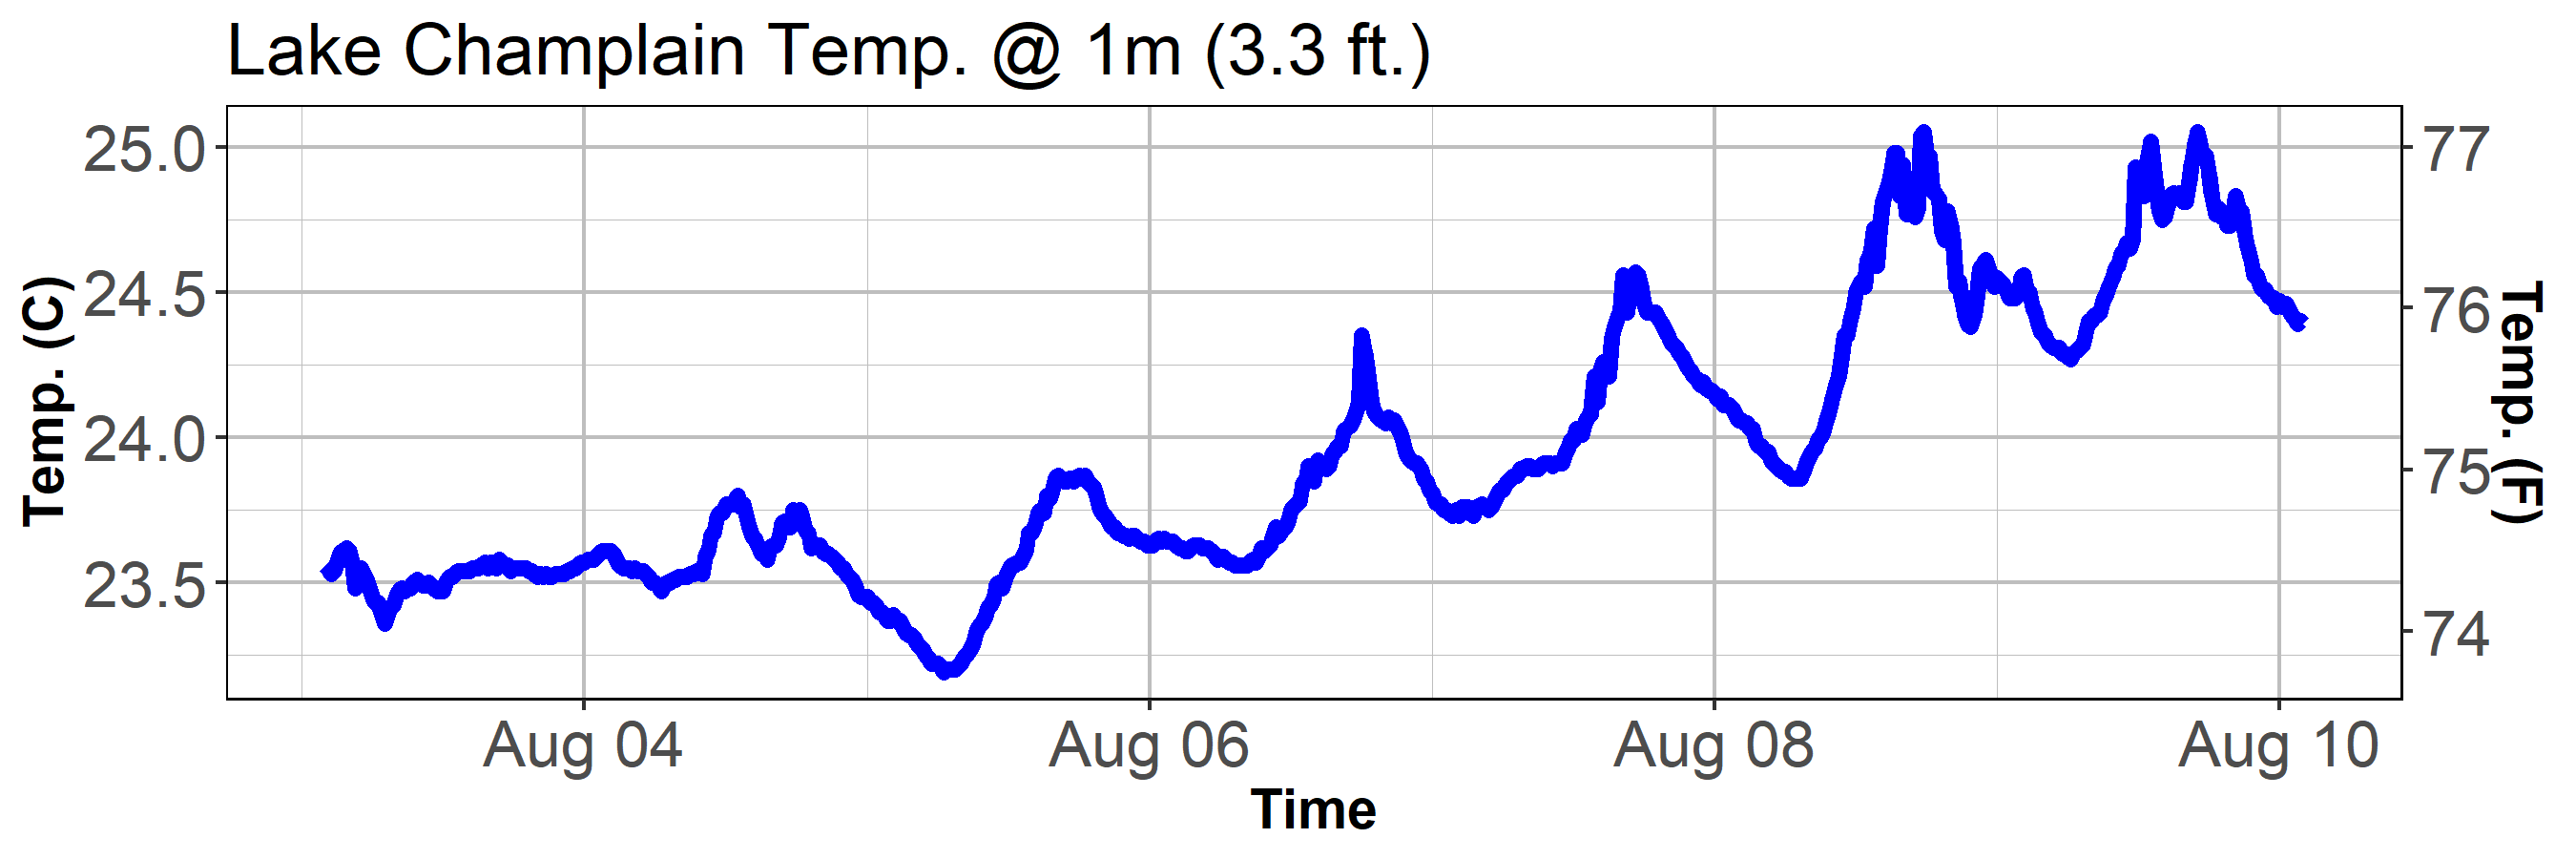 Lake Champlain Temp. @ 1m (3.3 ft.)
Temp. (C)
25.0
24.5
24.0
23.5
77
76
75
74
Temp. (F)
Aug 04 Aug 06 Aug 08 Aug 10
Time